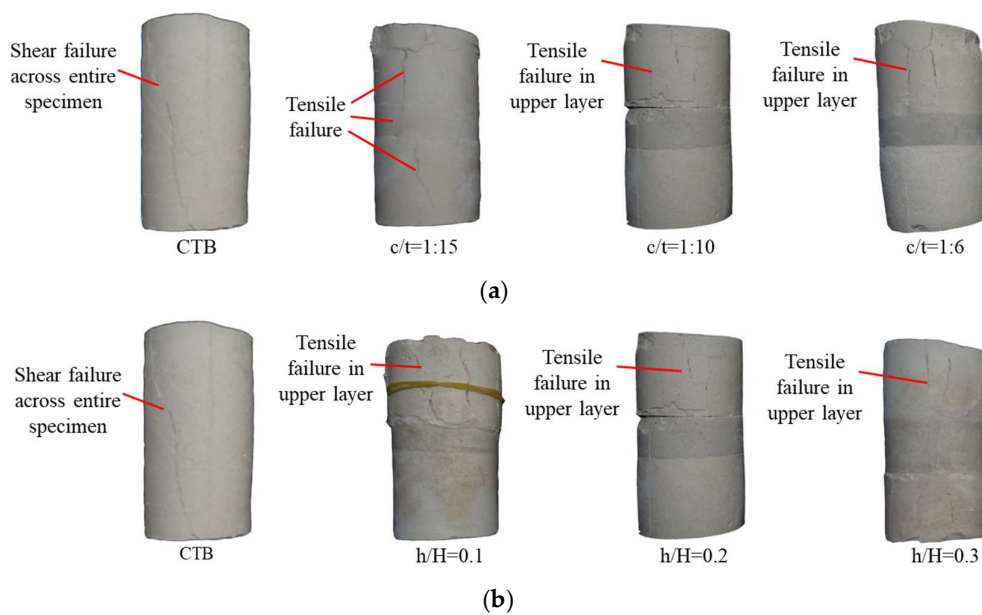 Shear failure
across entire
specimen
Tensile
failure
Tensile
failure in
upper layer
Tensile
failure in
upper layer
CTB
c/t=1:15
c/t=1:10
c/t=1:6
(a)
Shear failure
across entire
specimen
Tensile
failure in
upper layer
Tensile
failure in
upper layer
Tensile
failure in
upper layer
CTB
h/H=0.1
h/H=0.2
h/H=0.3
(b)